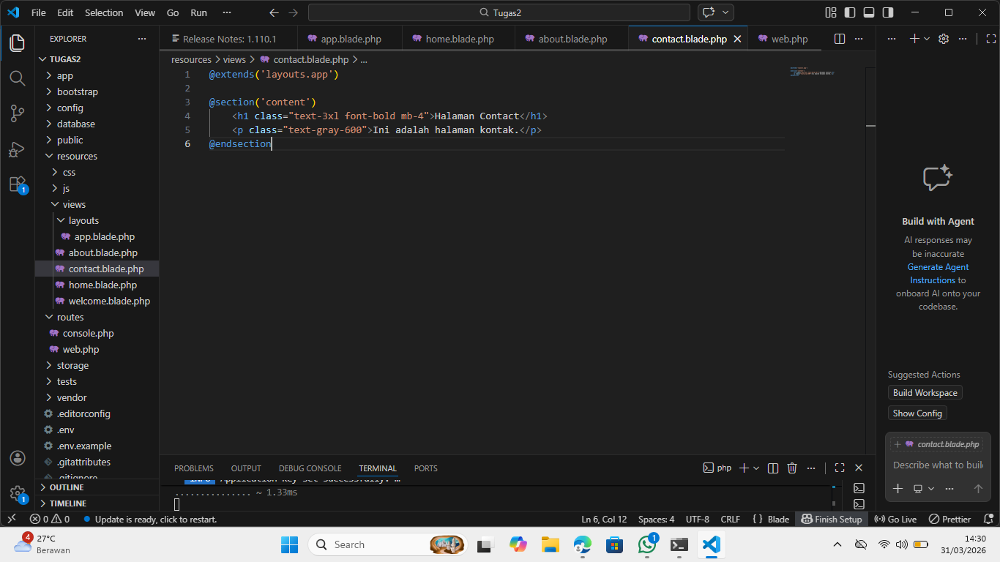 File Edit Selection View Go Run ··· Tugas2
EXPLORER ···
Release Notes: 1.110.1 app.blade.php home.blade.php about.blade.php contact.blade.php web.php
TUGAS2
app
bootstrap
config
database
public
resources
css
js
views
layouts
app.blade.php
about.blade.php
contact.blade.php
home.blade.php
welcome.blade.php
routes
console.php
web.php
storage
tests
vendor
.editorconfig
.env
.env.example
.gitattributes
.gitignore
OUTLINE
TIMELINE
1
1
resources > views > contact.blade.php > ...
1 @extends('layouts.app')
2
3 @section('content')
4 <h1 class="text-3xl font-bold mb-4">Halaman Contact</h1>
5 <p class="text-gray-600">Ini adalah halaman kontak.</p>
6 @endsection
PROBLEMS OUTPUT DEBUG CONSOLE TERMINAL PORTS
php
INFO Application key set successfully. …
............... ~ 1.33ms
Build with Agent
AI responses may
be inaccurate
Generate Agent
Instructions to
onboard AI onto your
codebase.
Suggested Actions
Build Workspace
Show Config
contact.blade.php
Describe what to buil
0 0 Update is ready, click to restart.
Ln 6, Col 12 Spaces: 4 UTF-8 CRLF { } Blade Finish Setup Go Live Prettier
4
27°C
Berawan
Search
1
14:30
31/03/2026